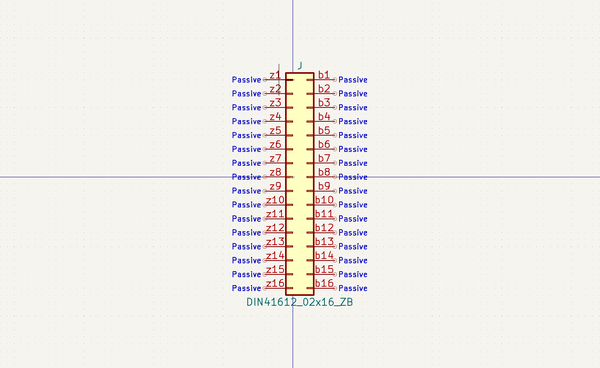 J
Passive z1 b1 Passive
Passive z2 b2 Passive
Passive z3 b3 Passive
Passive z4 b4 Passive
Passive z5 b5 Passive
Passive z6 b6 Passive
Passive z7 b7 Passive
Passive z8 b8 Passive
Passive z9 b9 Passive
Passive z10 b10 Passive
Passive z11 b11 Passive
Passive z12 b12 Passive
Passive z13 b13 Passive
Passive z14 b14 Passive
Passive z15 b15 Passive
Passive z16 b16 Passive
DIN41612_02x16_ZB